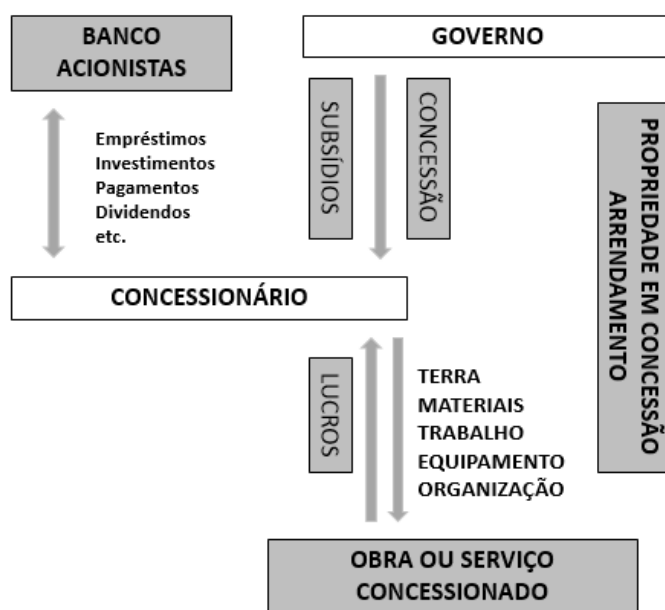 BANCO
ACIONISTAS
GOVERNO
SUBSÍDIOS
CONCESSÃO
Empréstimos
Investimentos
Pagamentos
Dividendos
etc.
PROPRIEDADE EM CONCESSÃO
ARRENDAMENTO
CONCESSIONÁRIO
LUCROS
TERRA
MATERIAIS
TRABALHO
EQUIPAMENTO
ORGANIZAÇÃO
OBRA OU SERVIÇO
CONCESSIONADO